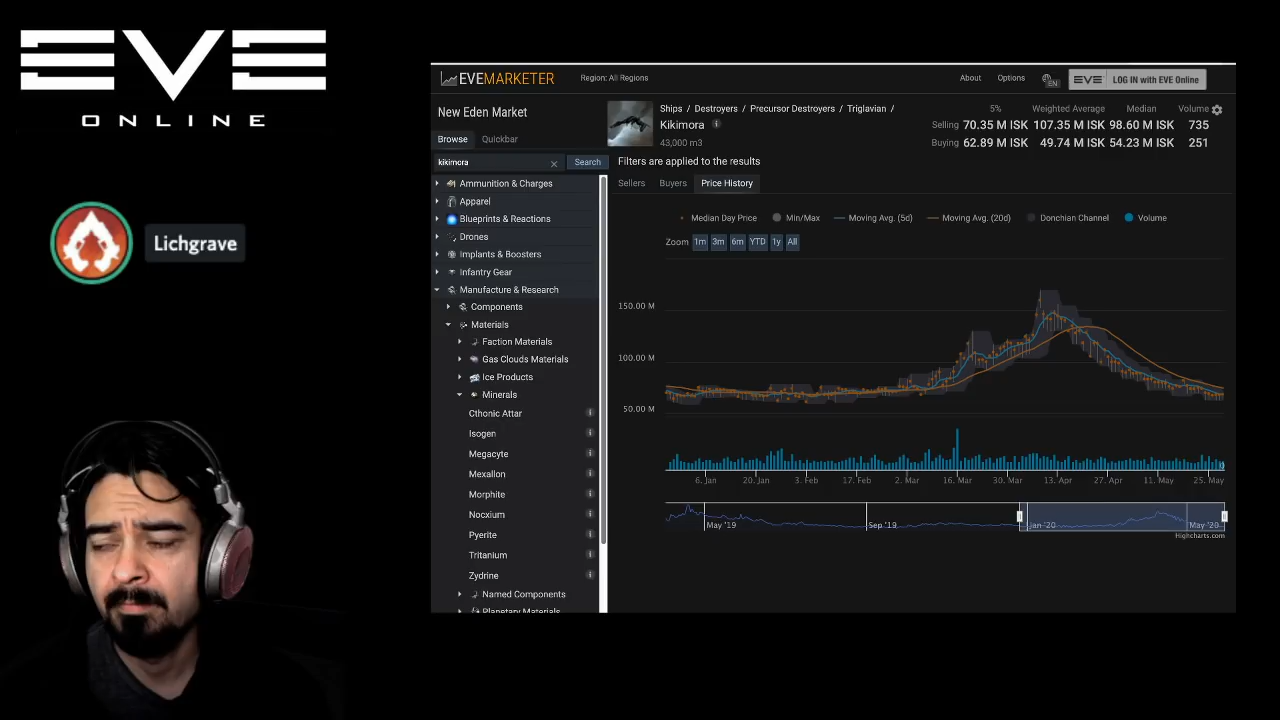 EVE
ONLINE
Lichgrave
EVEMARKETER
Region: All Regions
About
Options
EN
EVE LOG IN with EVE Online
New Eden Market
Browse
Quickbar
kikimora
Search
Ammunition & Charges
Apparel
Blueprints & Reactions
Drones
Implants & Boosters
Infantry Gear
Manufacture & Research
Components
Materials
Faction Materials
Gas Clouds Materials
Ice Products
Minerals
Cthonic Attar
Isogen
Megacyte
Mexallon
Morphite
Nocxium
Pyerite
Tritanium
Zydrine
Named Components
Planetary Materials
Ships / Destroyers / Precursor Destroyers / Triglavian /
Kikimora
43,000 m3
5% Weighted Average Median Volume
Selling 70.35 M ISK 107.35 M ISK 98.60 M ISK 735
Buying 62.89 M ISK 49.74 M ISK 54.23 M ISK 251
Filters are applied to the results
Sellers Buyers Price History
Median Day Price Min/Max Moving Avg. (5d) Moving Avg. (20d) Donchian Channel Volume
Zoom 1m 3m 6m YTD 1y All
150.00 M
100.00 M
50.00 M
0
6. Jan 20. Jan 3. Feb 17. Feb 2. Mar 16. Mar 30. Mar 13. Apr 27. Apr 11. May 25. May
May '19 Sep '19 Jan '20 May '20
Highcharts.com